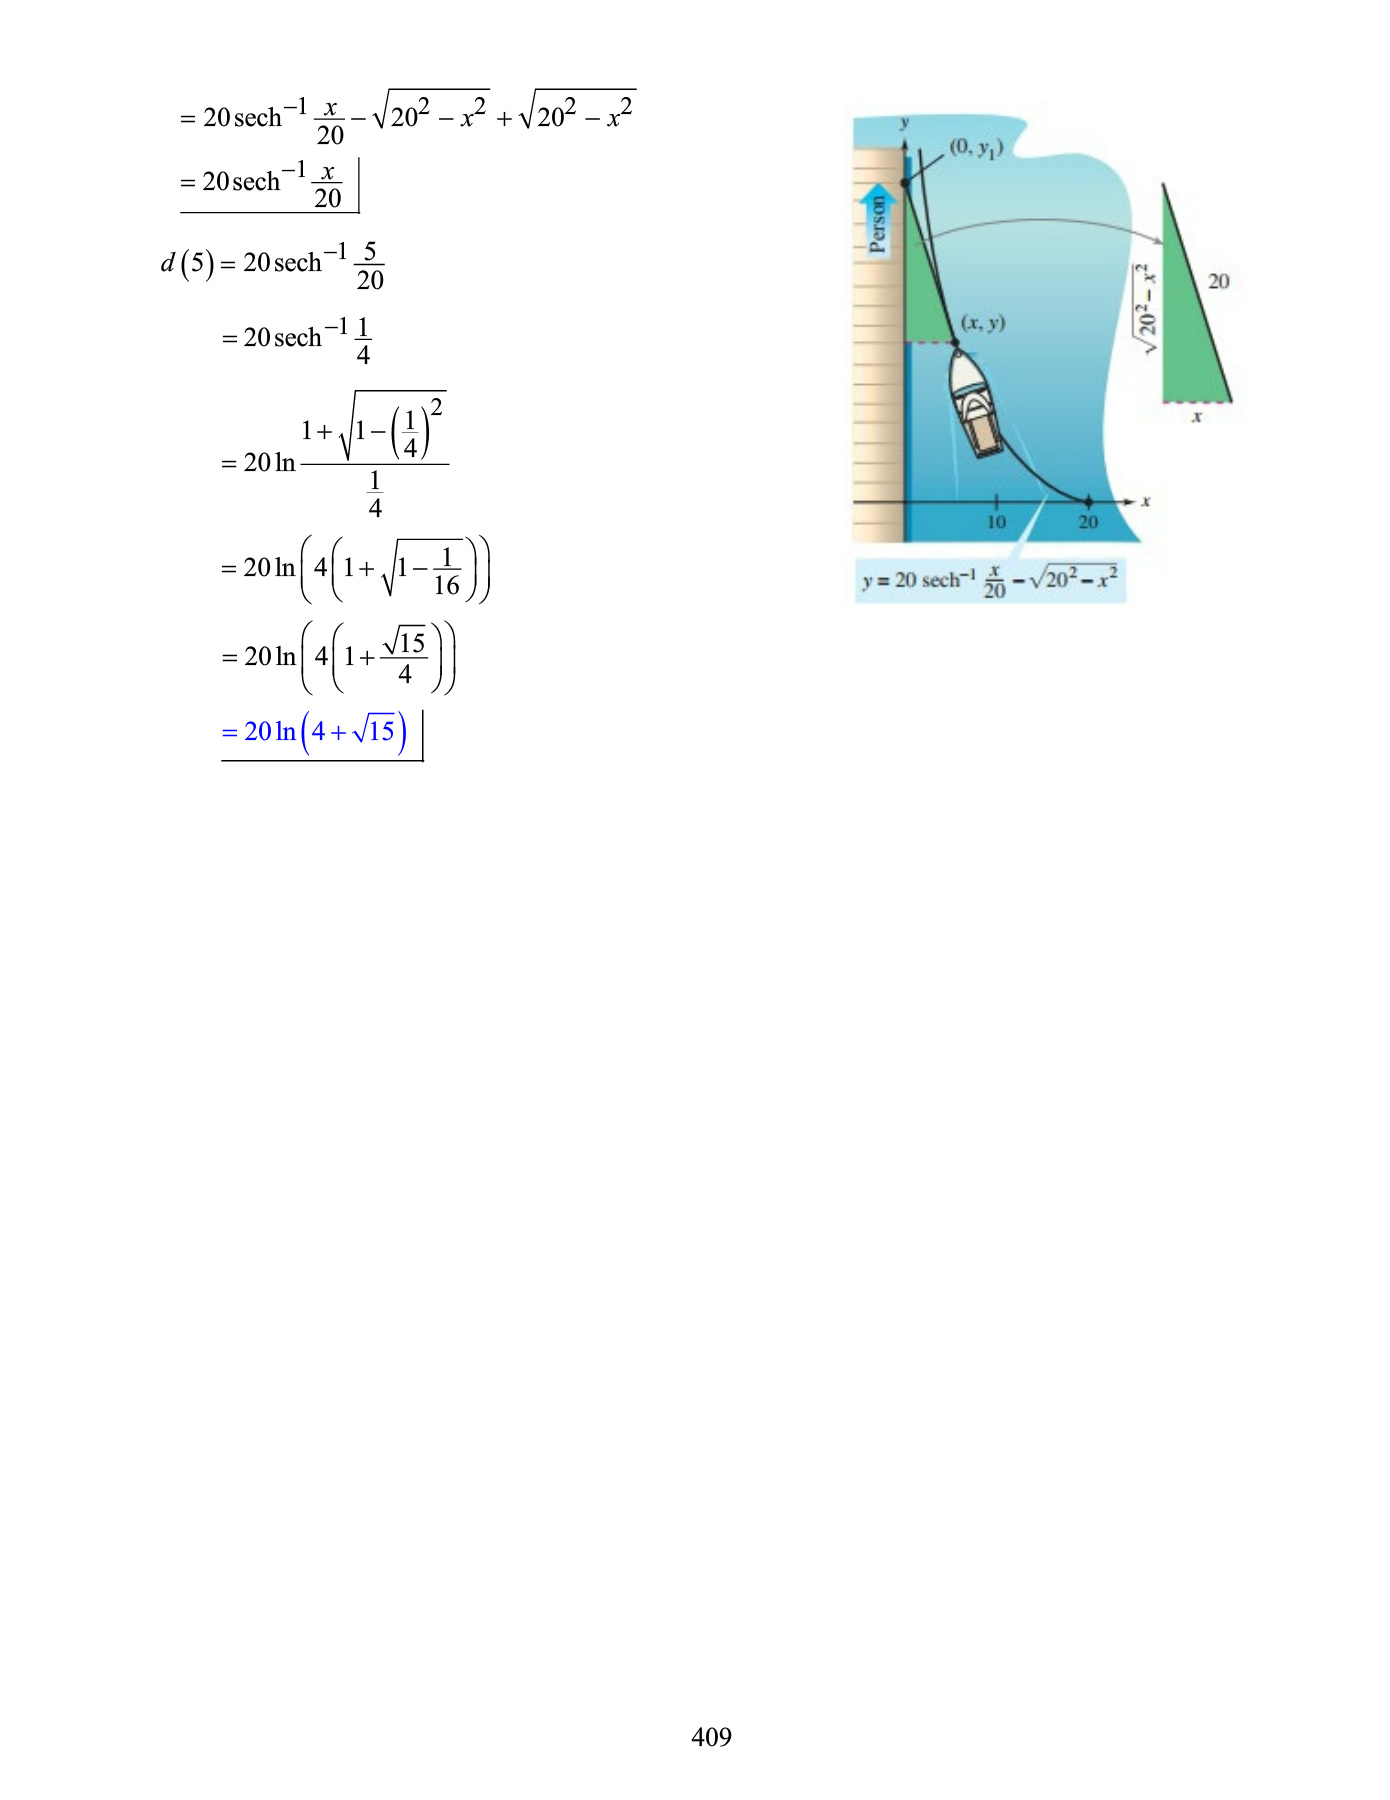 = 20 sech⁻¹ x/20 − √(20² − x²) + √(20² − x²)
= 20 sech⁻¹ x/20
d(5) = 20 sech⁻¹ 5/20
= 20 sech⁻¹ 1/4
= 20 ln (1 + √(1 − (1/4)²)) / (1/4)
= 20 ln(4(1 + √(1 − 1/16)))
= 20 ln(4(1 + √15/4))
= 20 ln(4 + √15)
y
(0, y₁)
Person
(x, y)
√(20² − x²)
20
x
x
10
20
y = 20 sech⁻¹ x/20 − √(20² − x²)
409